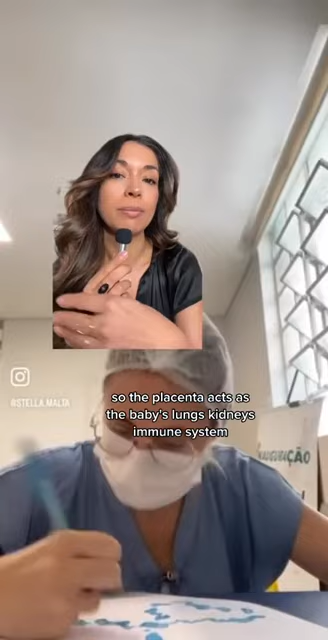 @STELLA.MALTA
so the placenta acts as
the baby's lungs kidneys
immune system